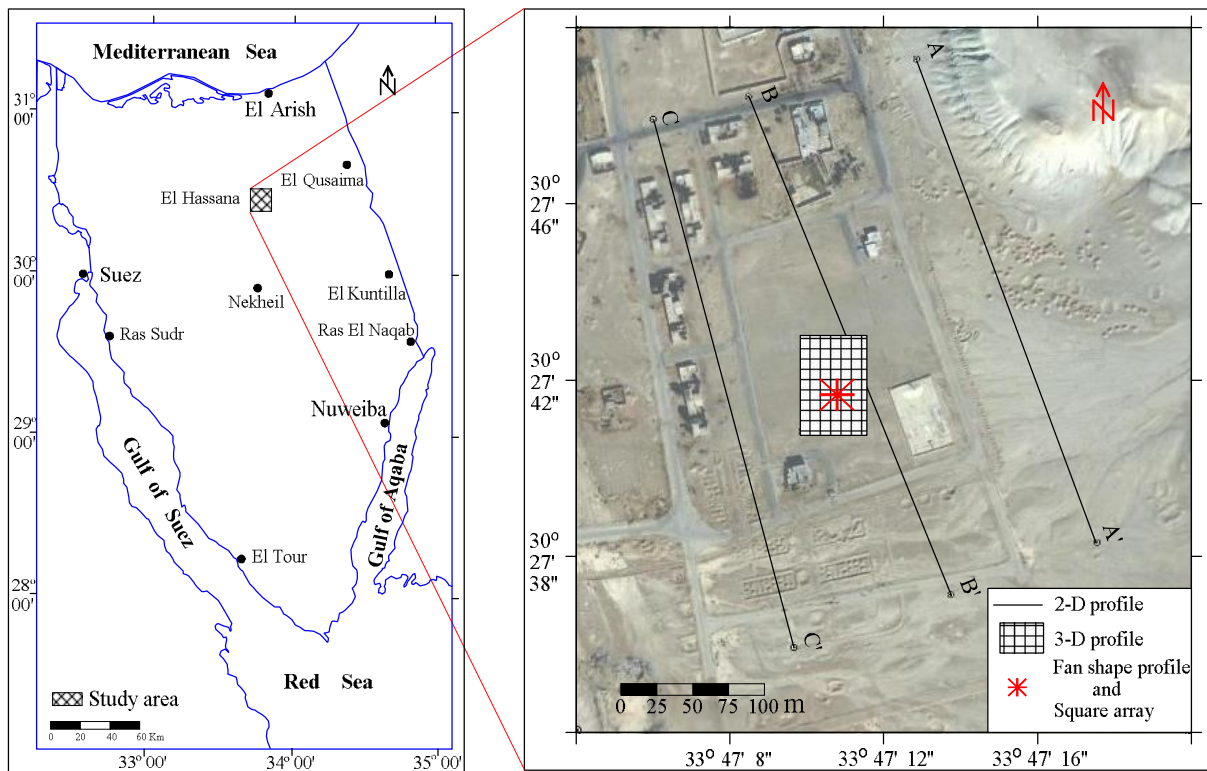 Mediterranean Sea
N
31°
00'
El Arish
El Qusaima
El Hassana
30°
00'
Suez
Nekheil
El Kuntilla
Ras Sudr
Ras El Naqab
29°
00'
Nuweiba
Gulf of Suez
Gulf of Aqaba
El Tour
28°
00'
Red Sea
Study area
0 20 40 60 Km
33°00'
34°00'
35°00'
A
B
C
N
30°
27'
46"
30°
27'
42"
30°
27'
38"
A'
B'
C'
2-D profile
3-D profile
Fan shape profile
and
Square array
0 25 50 75 100 m
33° 47' 8"
33° 47' 12"
33° 47' 16"